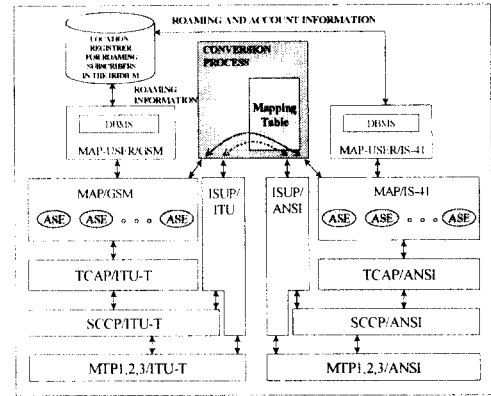 ROAMING AND ACCOUNT INFORMATION
LOCATION
REGISTRER
FOR ROAMING
SUBSCRIBERS
IN THE IRIDIUM
CONVERSION
PROCESS
ROAMING
INFORMATION
Mapping
Table
DBMS
MAP-USER/GSM
DBMS
MAP-USER/IS-41
MAP/GSM
ASE ASE o o o ASE
ISUP/
ITU
ISUP/
ANSI
MAP/IS-41
ASE ASE o o o ASE
TCAP/ITU-T
TCAP/ANSI
SCCP/ITU-T
SCCP/ANSI
MTP1,2,3/ITU-T
MTP1,2,3/ANSI